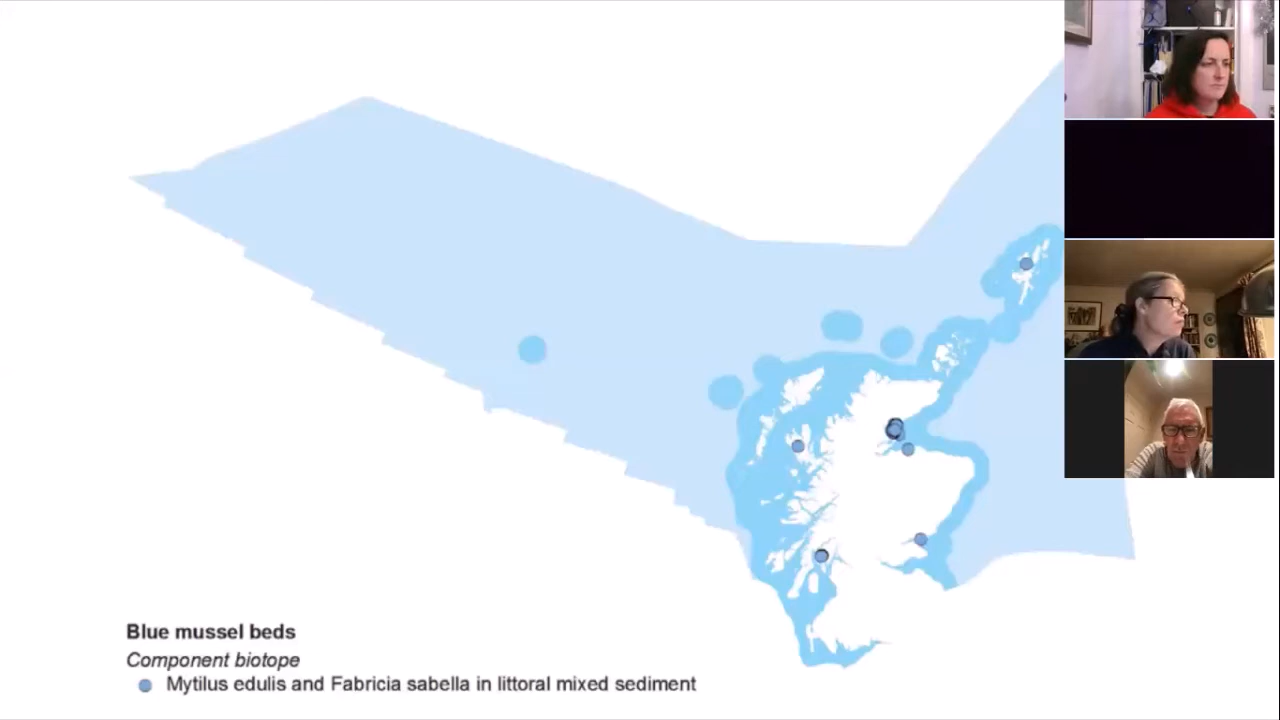 Blue mussel beds
Component biotope
Mytilus edulis and Fabricia sabella in littoral mixed sediment